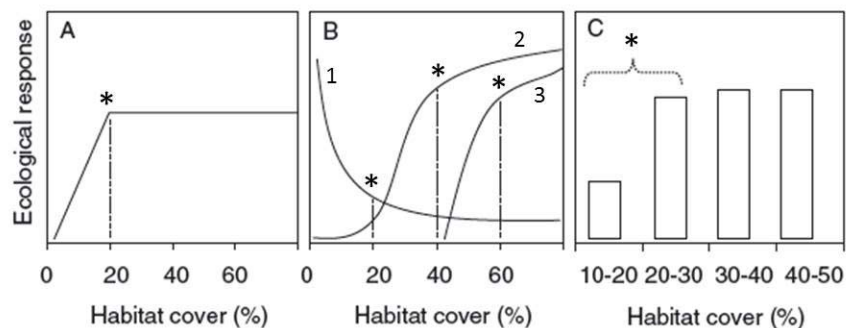 A
B
C
Ecological response
*
1
*
*
2
*
3
*
0 20 40 60
0 20 40 60
10-20 20-30 30-40 40-50
Habitat cover (%)
Habitat cover (%)
Habitat cover (%)